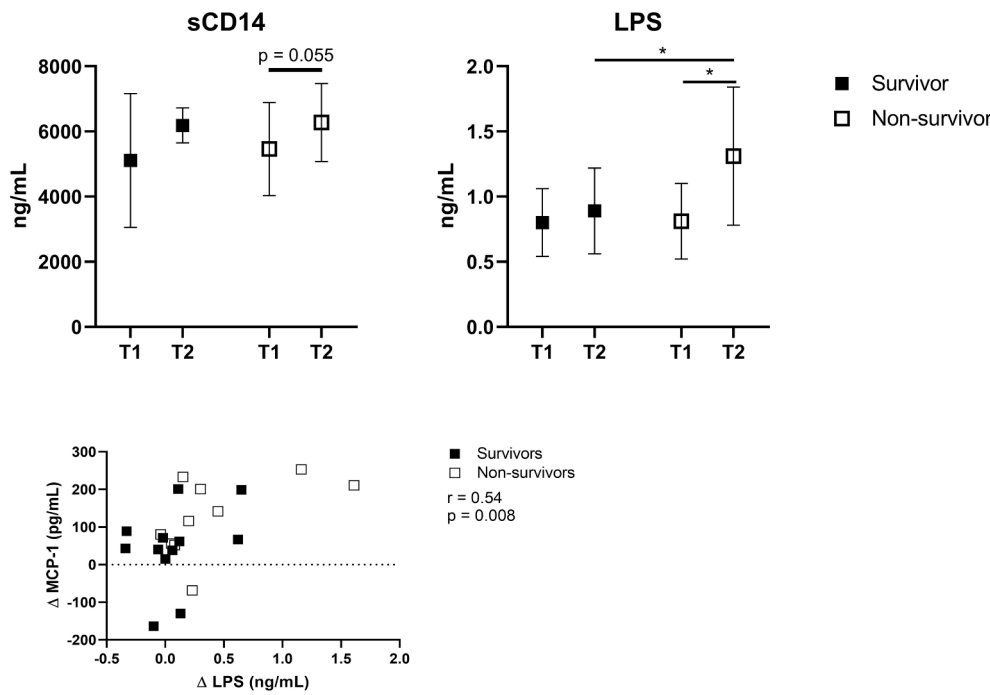 sCD14
p = 0.055
8000
6000
4000
2000
0
ng/mL
T1
T2
T1
T2
LPS
*
*
2.0
1.5
1.0
0.5
0.0
ng/mL
T1
T2
T1
T2
Survivor
Non-survivor
300
200
100
0
-100
-200
Δ MCP-1 (pg/mL)
-0.5
0.0
0.5
1.0
1.5
2.0
Δ LPS (ng/mL)
Survivors
Non-survivors
r = 0.54
p = 0.008